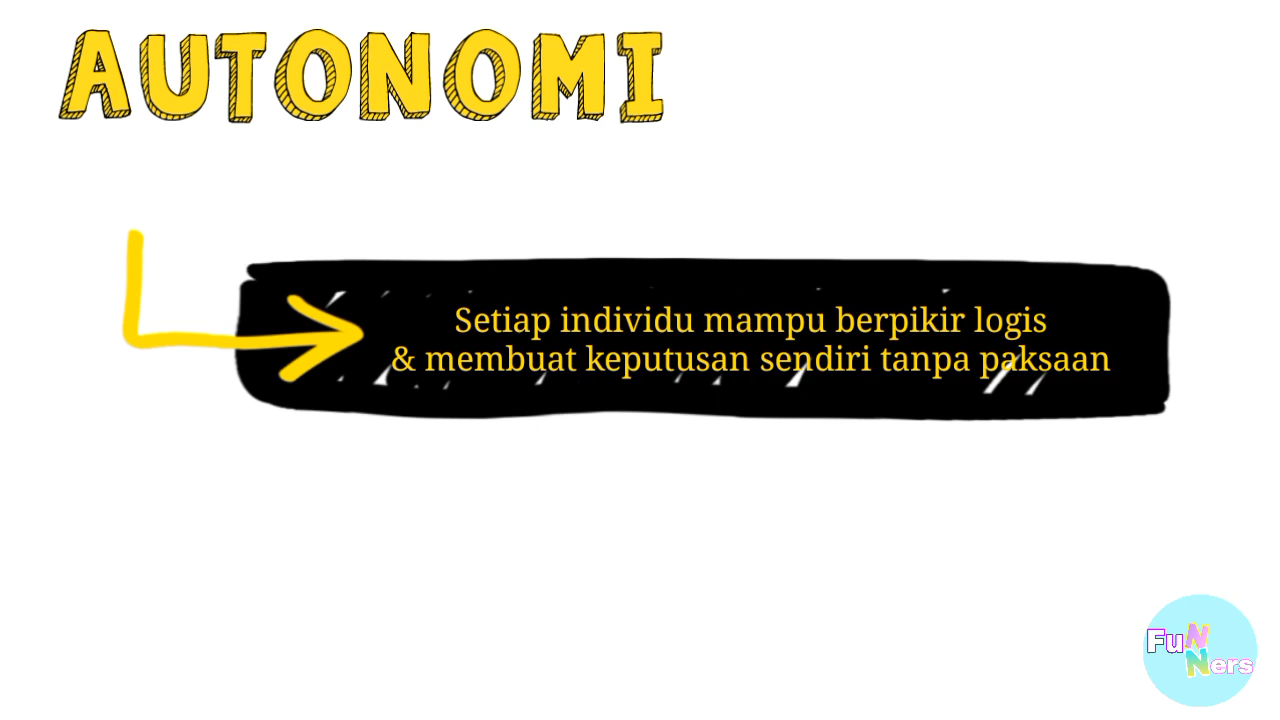 AUTONOMI
Setiap individu mampu berpikir logis
& membuat keputusan sendiri tanpa paksaan
FuN
Ners